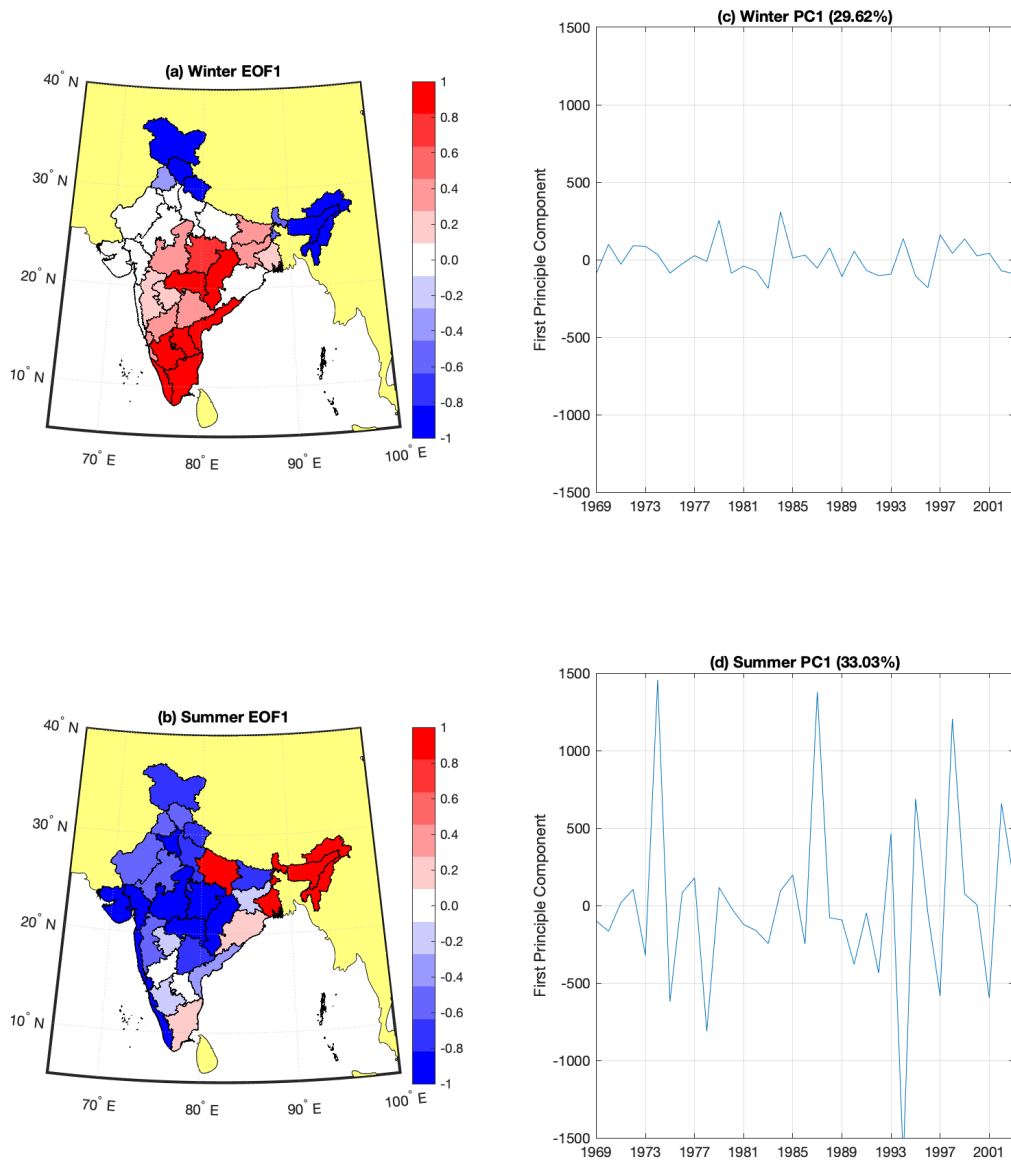 (a) Winter EOF1
40° N
30° N
20° N
10° N
70° E
80° E
90° E
100° E
1
0.8
0.6
0.4
0.2
0.0
-0.2
-0.4
-0.6
-0.8
-1
(c) Winter PC1 (29.62%)
First Principle Component
1500
1000
500
0
-500
-1000
-1500
1969 1973 1977 1981 1985 1989 1993 1997 2001
(b) Summer EOF1
40° N
30° N
20° N
10° N
70° E
80° E
90° E
100° E
1
0.8
0.6
0.4
0.2
0.0
-0.2
-0.4
-0.6
-0.8
-1
(d) Summer PC1 (33.03%)
First Principle Component
1500
1000
500
0
-500
-1000
-1500
1969 1973 1977 1981 1985 1989 1993 1997 2001